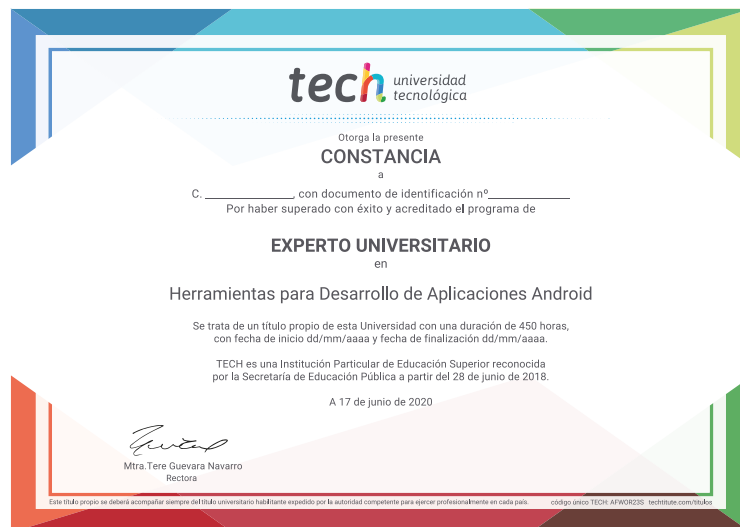 tech universidad
tecnológica
Otorga la presente
CONSTANCIA
a
C. ______________, con documento de identificación nº______________
Por haber superado con éxito y acreditado el programa de
EXPERTO UNIVERSITARIO
en
Herramientas para Desarrollo de Aplicaciones Android
Se trata de un título propio de esta Universidad con una duración de 450 horas,
con fecha de inicio dd/mm/aaaa y fecha de finalización dd/mm/aaaa.
TECH es una Institución Particular de Educación Superior reconocida
por la Secretaría de Educación Pública a partir del 28 de junio de 2018.
A 17 de junio de 2020
Mtra.Tere Guevara Navarro
Rectora
Este título propio se deberá acompañar siempre del título universitario habilitante expedido por la autoridad competente para ejercer profesionalmente en cada país. código único TECH: AFWOR23S techtitute.com/titulos